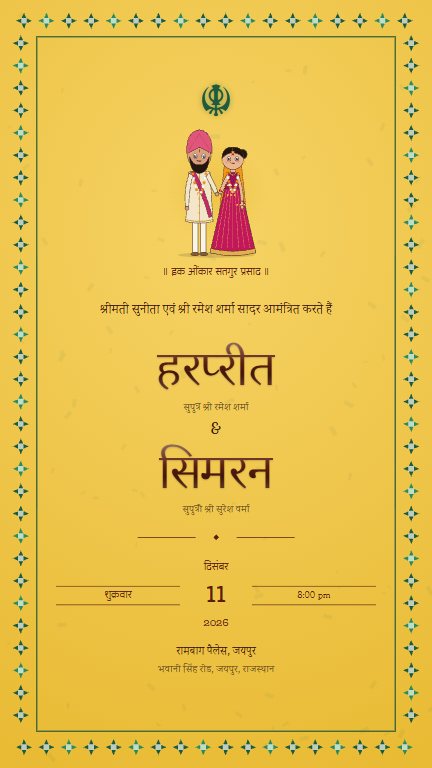 ॥ इक ओंकार सतगुर प्रसाद ॥
श्रीमती सुनीता एवं श्री रमेश शर्मा सादर आमंत्रित करते हैं
हरप्रीत
सुपुत्र श्री रमेश शर्मा
&
सिमरन
सुपुत्री श्री सुरेश वर्मा
दिसंबर
शुक्रवार 11 8:00 pm
2026
रामबाग पैलेस, जयपुर
भवानी सिंह रोड, जयपुर, राजस्थान